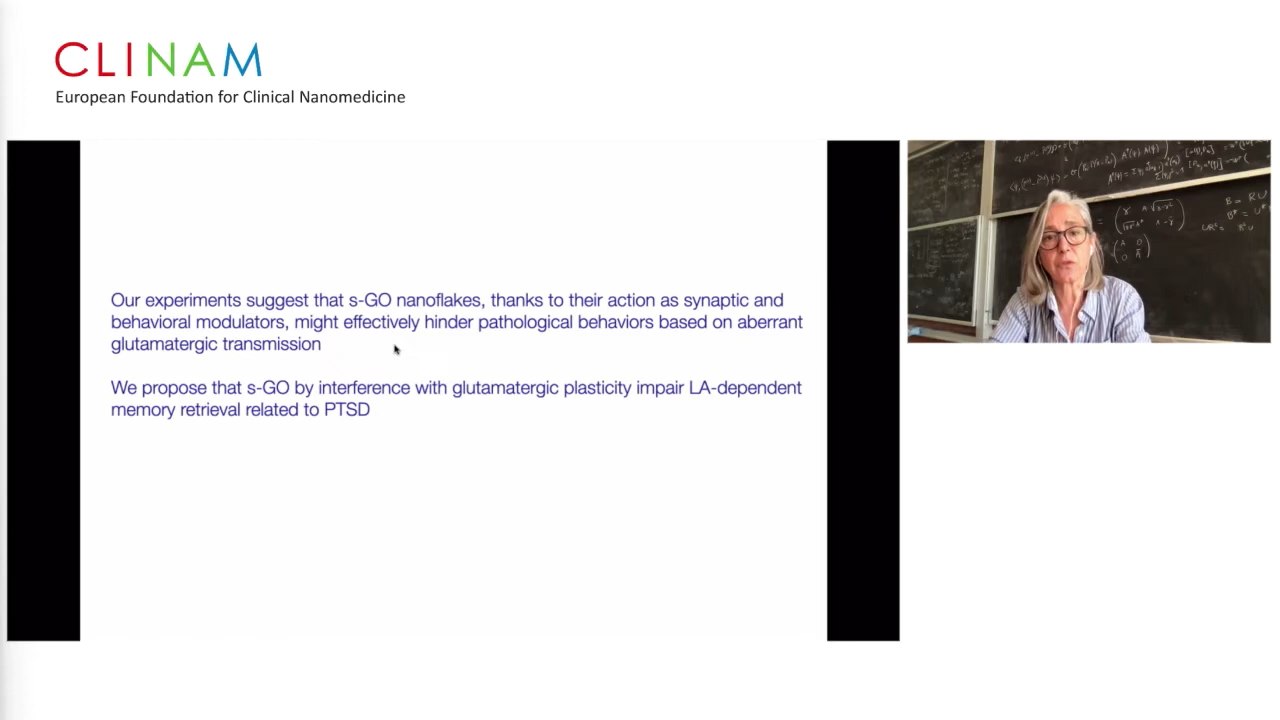 CLINAM
European Foundation for Clinical Nanomedicine
Our experiments suggest that s-GO nanoflakes, thanks to their action as synaptic and
behavioral modulators, might effectively hinder pathological behaviors based on aberrant
glutamatergic transmission
We propose that s-GO by interference with glutamatergic plasticity impair LA-dependent
memory retrieval related to PTSD